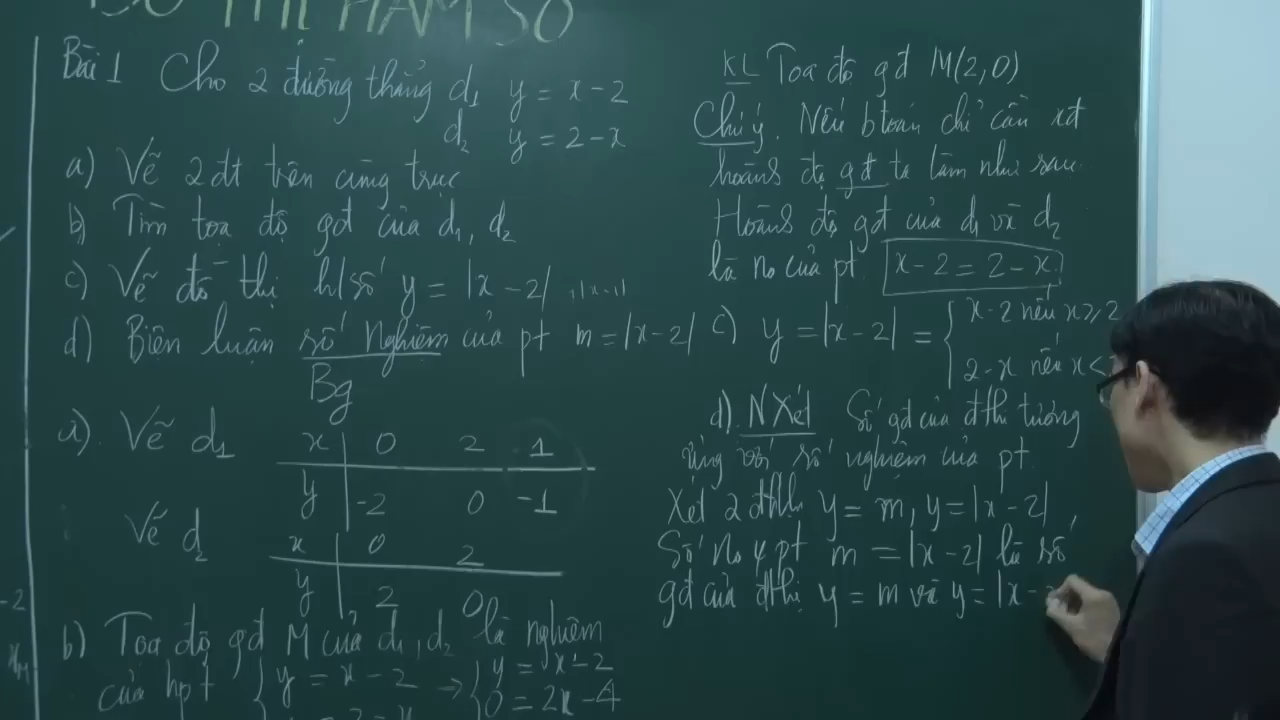 ĐỒ THỊ HÀM SỐ
Bài 1 Cho 2 đường thẳng d₁ y = x - 2
d₂ y = 2 - x
a) Vẽ 2 đt trên cùng trục
b) Tìm tọa độ gđ của d₁, d₂
c) Vẽ đồ thị h/số y = |x - 2|
d) Biện luận số Nghiệm của pt m = |x - 2|
Bg
a). Vẽ d₁
x | 0 2 1
y | -2 0 -1
Vẽ d₂
x | 0 2
y | 2 0
b) Toạ độ gđ M của d₁, d₂ là nghiệm
của hpt { y = x - 2 → { y = x - 2
0 = 2x - 4
KL Toạ độ gđ M(2,0)
Chú ý. Nếu btoán chỉ cần xđ
hoành độ gđ ta làm như sau
Hoành độ gđ của d₁ và d₂
là no của pt x - 2 = 2 - x
c) y = |x - 2| = { x - 2 nếu x ≥ 2
2 - x nếu x <
d). NXét Số gđ của đthị tương
ứng với số nghiệm của pt
Xét 2 đthị y = m, y = |x - 2|,
Số no pt m = |x - 2| là số
gđ của đthị y = m và y = |x -